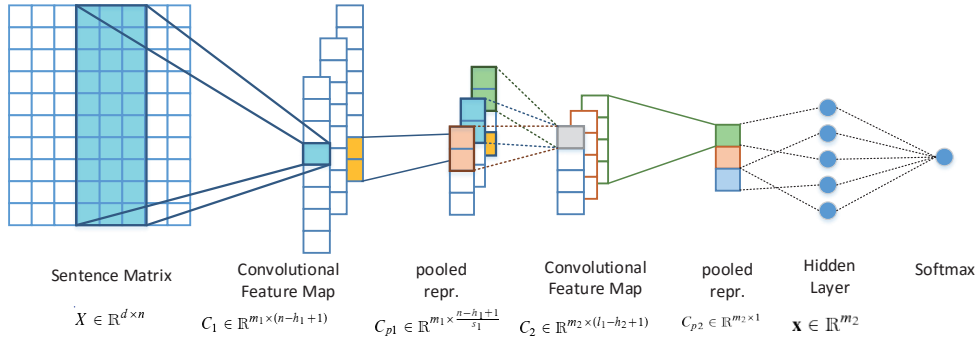 Sentence Matrix
X ∈ ℝ^{d×n}
Convolutional
Feature Map
C_1 ∈ ℝ^{m_1×(n−h_1+1)}
pooled
repr.
C_{p1} ∈ ℝ^{m_1×\frac{n−h_1+1}{s_1}}
Convolutional
Feature Map
C_2 ∈ ℝ^{m_2×(l_1−h_2+1)}
pooled
repr.
C_{p2} ∈ ℝ^{m_2×1}
Hidden
Layer
x ∈ ℝ^{m_2}
Softmax